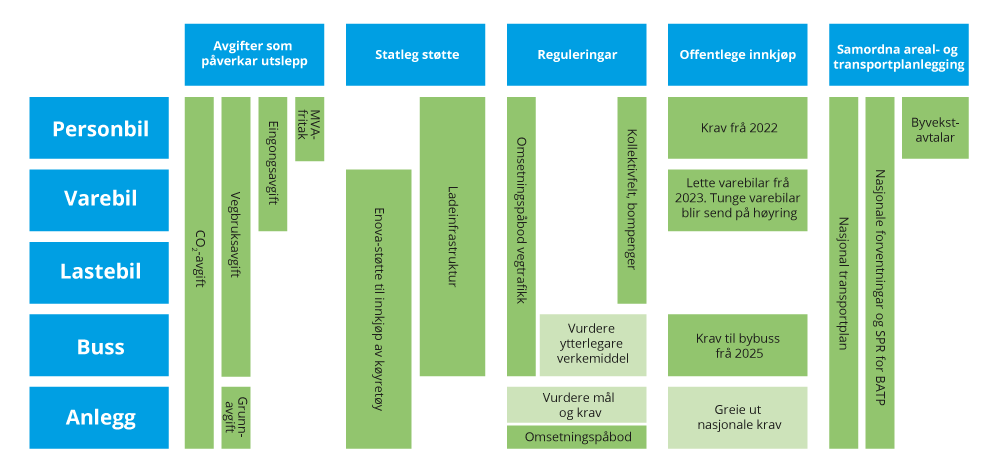 Avgifter som
påverkar utslepp
Statleg støtte
Reguleringar
Offentlege innkjøp
Samordna areal- og
transportplanlegging
Personbil
Varebil
Lastebil
Buss
Anlegg
CO₂-avgift
Vegbruksavgift
Grunn-
avgift
Eingongsavgift
MVA-
fritak
Enova-støtte til innkjøp av køyretøy
Ladeinfrastruktur
Omsetningspåbod vegtrafikk
Kollektivfelt, bompenger
Vurdere
ytterlegare
verkemiddel
Vurdere mål
og krav
Omsetningspåbod
Krav frå 2022
Lette varebilar frå
2023. Tunge varebilar
blir send på høyring
Krav til bybuss
frå 2025
Greie ut
nasjonale krav
Nasjonal transportplan
Nasjonale forventningar og SPR for BATP
Byvekst-
avtalar